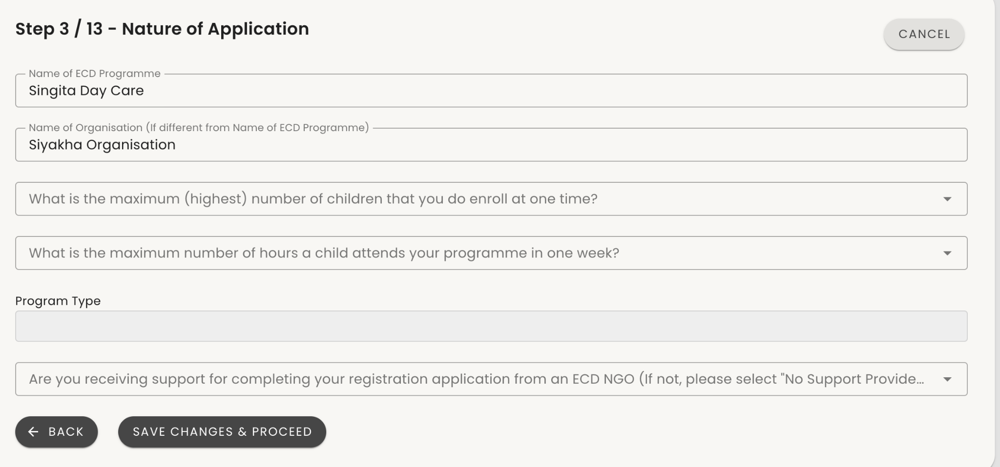 Step 3 / 13 - Nature of Application
CANCEL
Name of ECD Programme
Singita Day Care
Name of Organisation (If different from Name of ECD Programme)
Siyakha Organisation
What is the maximum (highest) number of children that you do enroll at one time?
What is the maximum number of hours a child attends your programme in one week?
Program Type
Are you receiving support for completing your registration application from an ECD NGO (If not, please select "No Support Provide...
BACK
SAVE CHANGES & PROCEED